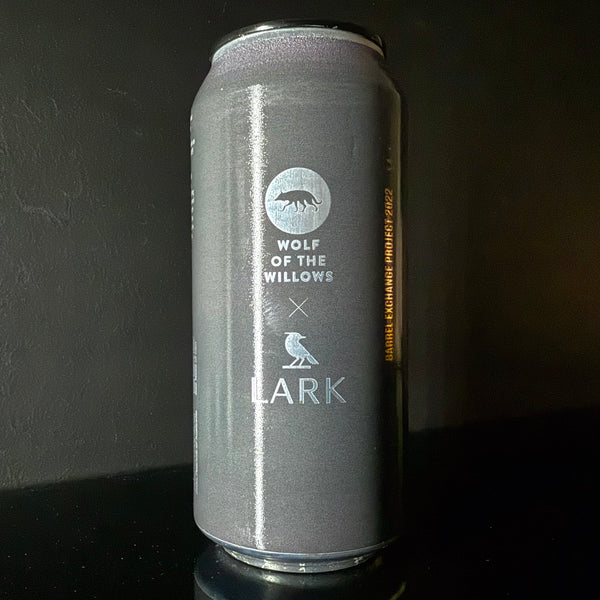 WOLF
OF THE
WILLOWS
×
LARK
BARREL EXCHANGE PROJECT 2022